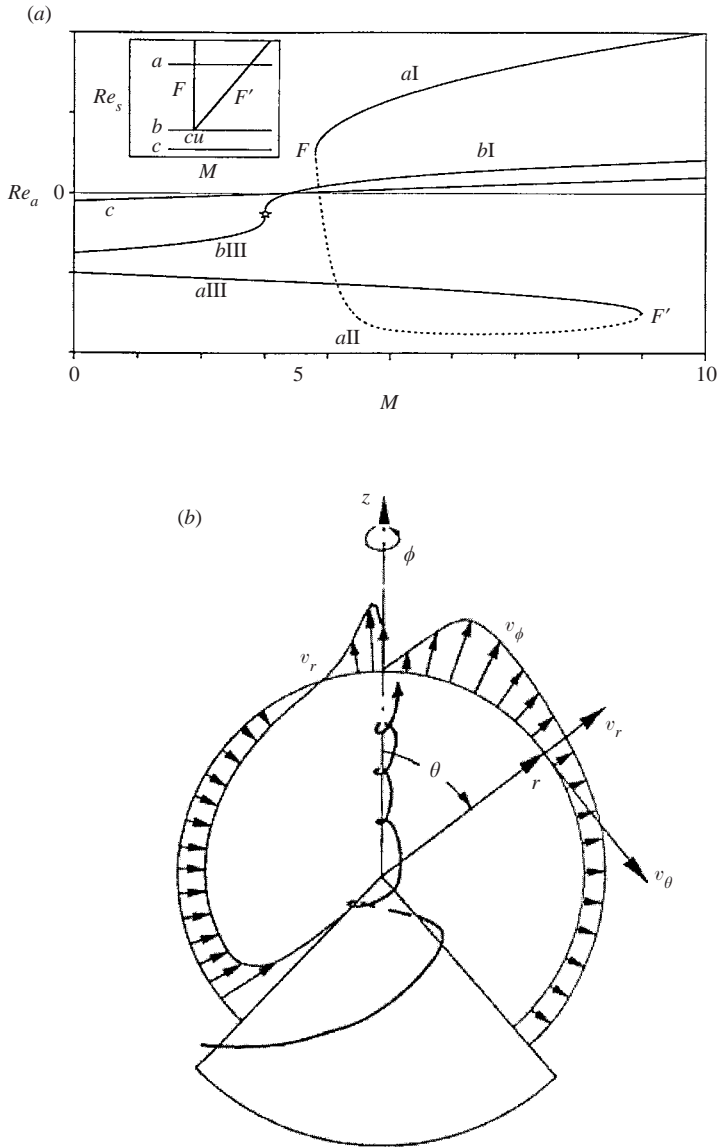 (a)
a
Re_s
F
F′
b
cu
c
M
aI
F
bI
Re_a
0
c
bIII
aIII
aII
F′
0
5
10
M
(b)
z
ϕ
v_ϕ
v_r
v_r
θ
r
v_θ